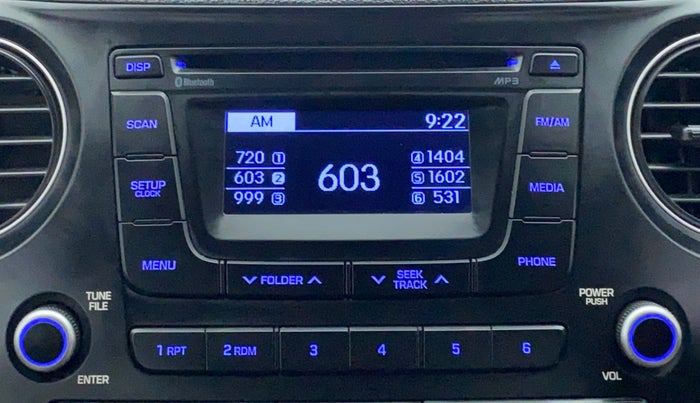 DISP
Bluetooth
MP3
SCAN
AM 9:22
FM/AM
720 1 4 1404
603 2 603 5 1602
999 3 6 531
SETUP
CLOCK
MEDIA
MENU
FOLDER
SEEK
TRACK
PHONE
TUNE
FILE
POWER
PUSH
1 RPT 2 RDM 3 4 5 6
ENTER
VOL